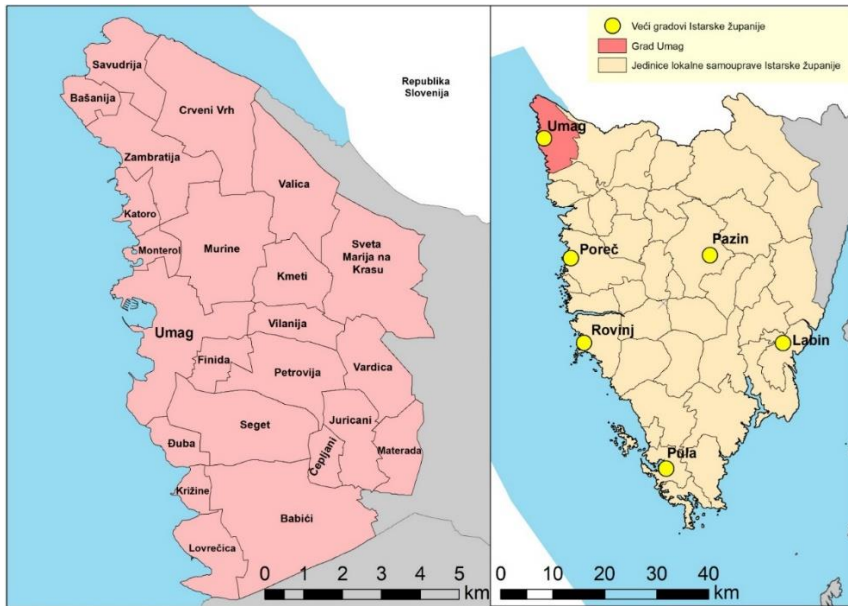 Savudrija
Bašanija
Crveni Vrh
Republika
Slovenija
Zambratija
Valica
Katoro
Monterol
Murine
Sveta
Marija na
Krasu
Kmeti
Umag
Vilanija
Finida
Petrovija
Vardica
Seget
Juricani
Đuba
Čepljani
Materada
Križine
Babići
Lovrečica
0 1 2 3 4 5
km
Veći gradovi Istarske županije
Grad Umag
Jedinice lokalne samouprave Istarske županije
Umag
Pazin
Poreč
Rovinj
Labin
Pula
0 10 20 30 40
km